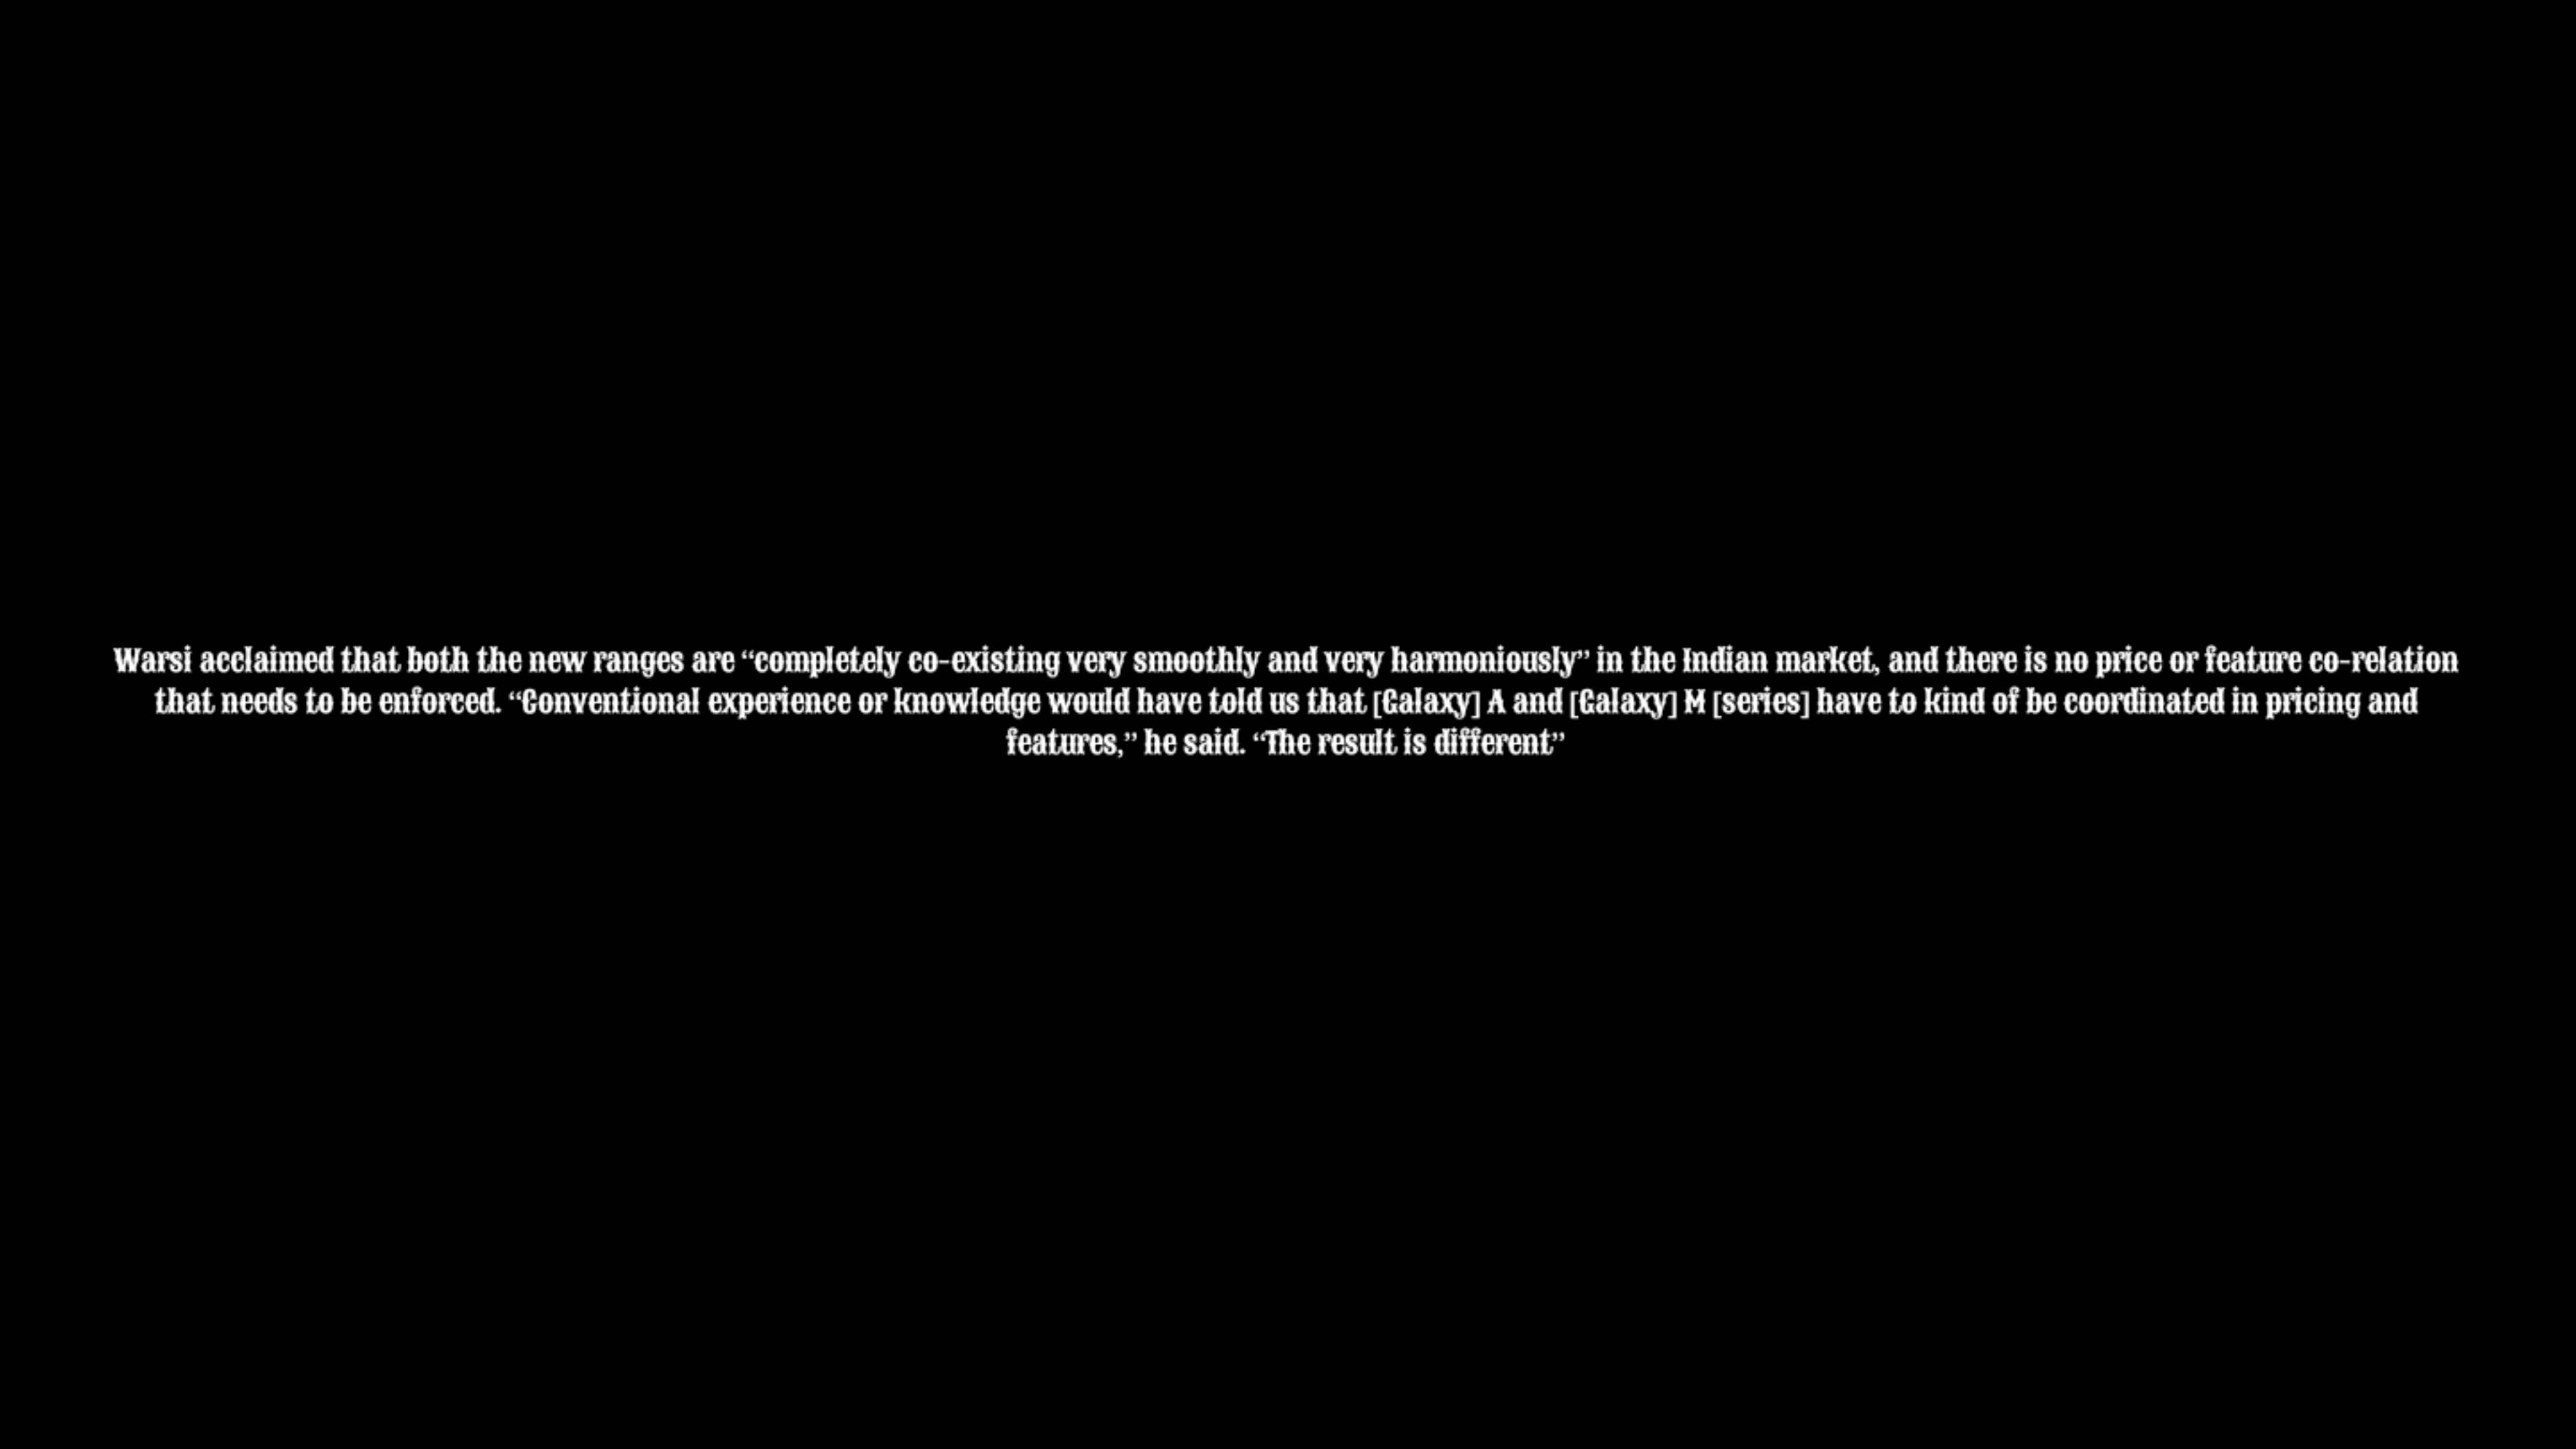 Warsi acclaimed that both the new ranges are “completely co-existing very smoothly and very harmoniously” in the Indian market, and there is no price or feature co-relation
that needs to be enforced. “Conventional experience or knowledge would have told us that [Galaxy] A and [Galaxy] M [series] have to kind of be coordinated in pricing and
features,” he said. “The result is different”